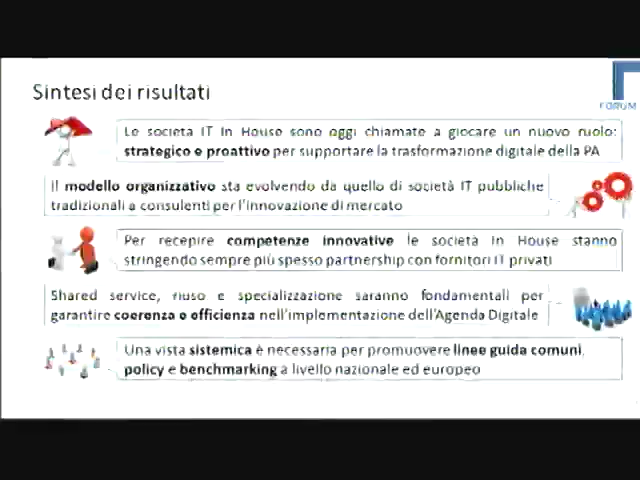 Sintesi dei risultati
FORUM
Le società IT In House sono oggi chiamate a giocare un nuovo ruolo:
strategico e proattivo per supportare la trasformazione digitale della PA
Il modello organizzativo sta evolvendo da quello di società IT pubbliche
tradizionali a consulenti per l'innovazione di mercato
Per recepire competenze innovative le società In House stanno
stringendo sempre più spesso partnership con fornitori IT privati
Shared service, riuso e specializzazione saranno fondamentali per
garantire coerenza e efficienza nell'implementazione dell'Agenda Digitale
Una vista sistemica è necessaria per promuovere linee guida comuni,
policy e benchmarking a livello nazionale ed europeo